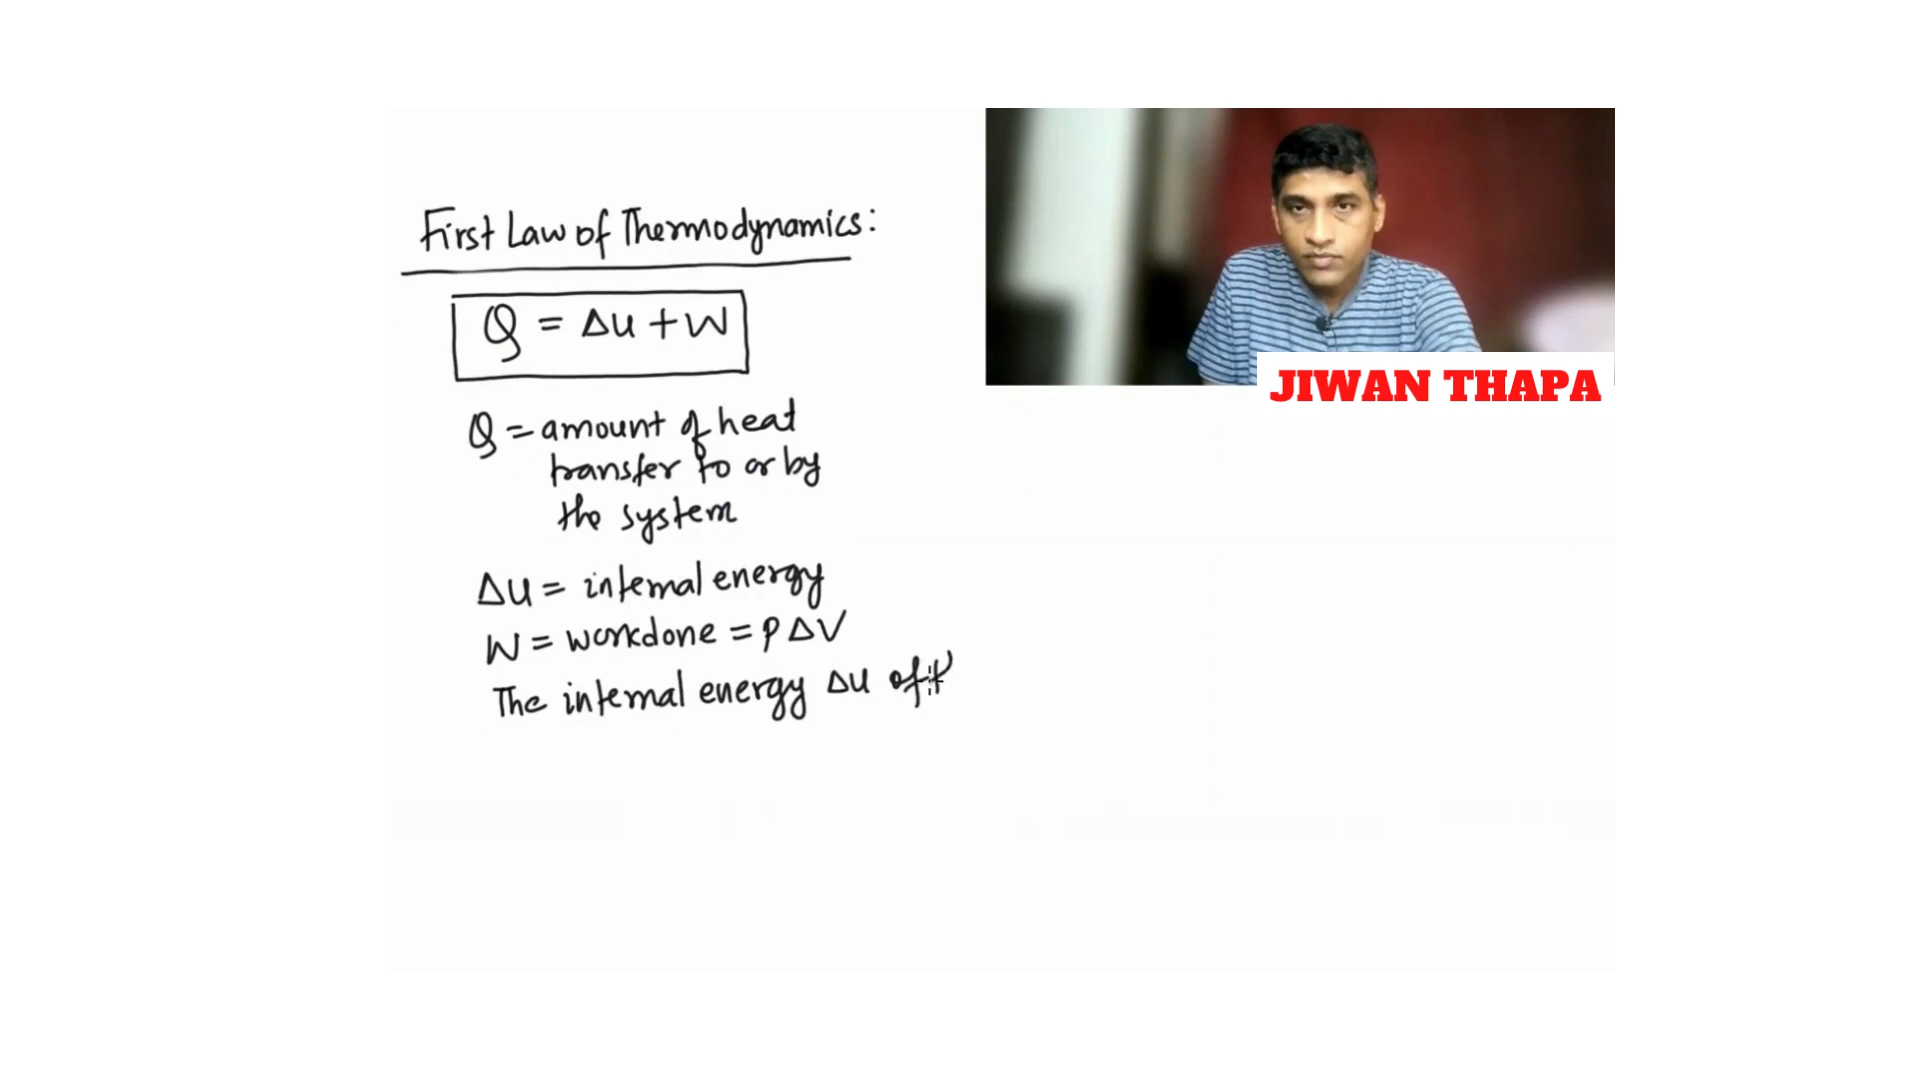 First Law of Thermodynamics:
Q = ΔU + W
Q = amount of heat
transfer to or by
the system
ΔU = internal energy
W = workdone = PΔV
The internal energy ΔU of
JIWAN THAPA